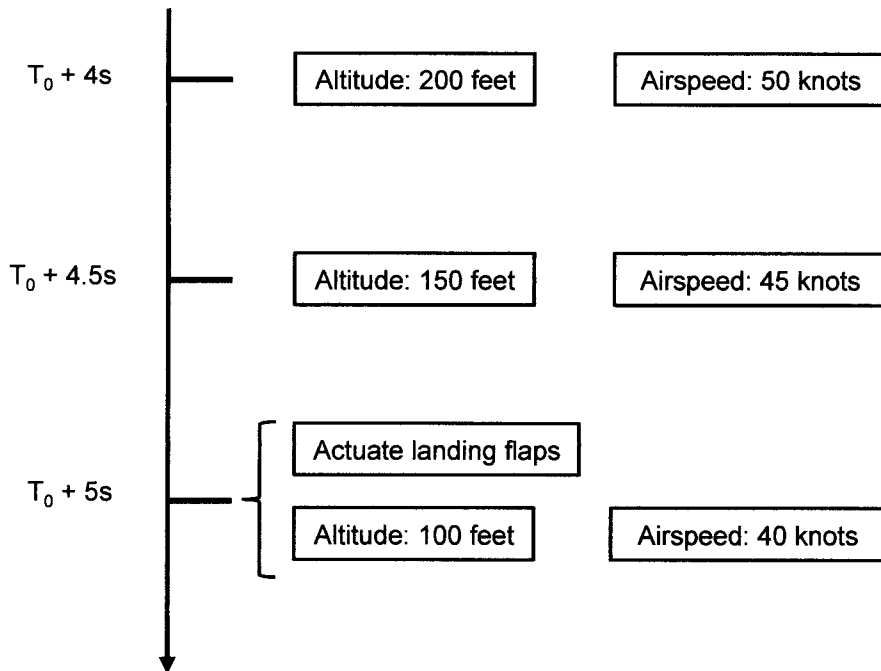 T₀ + 4s
Altitude: 200 feet
Airspeed: 50 knots
T₀ + 4.5s
Altitude: 150 feet
Airspeed: 45 knots
Actuate landing flaps
T₀ + 5s
Altitude: 100 feet
Airspeed: 40 knots